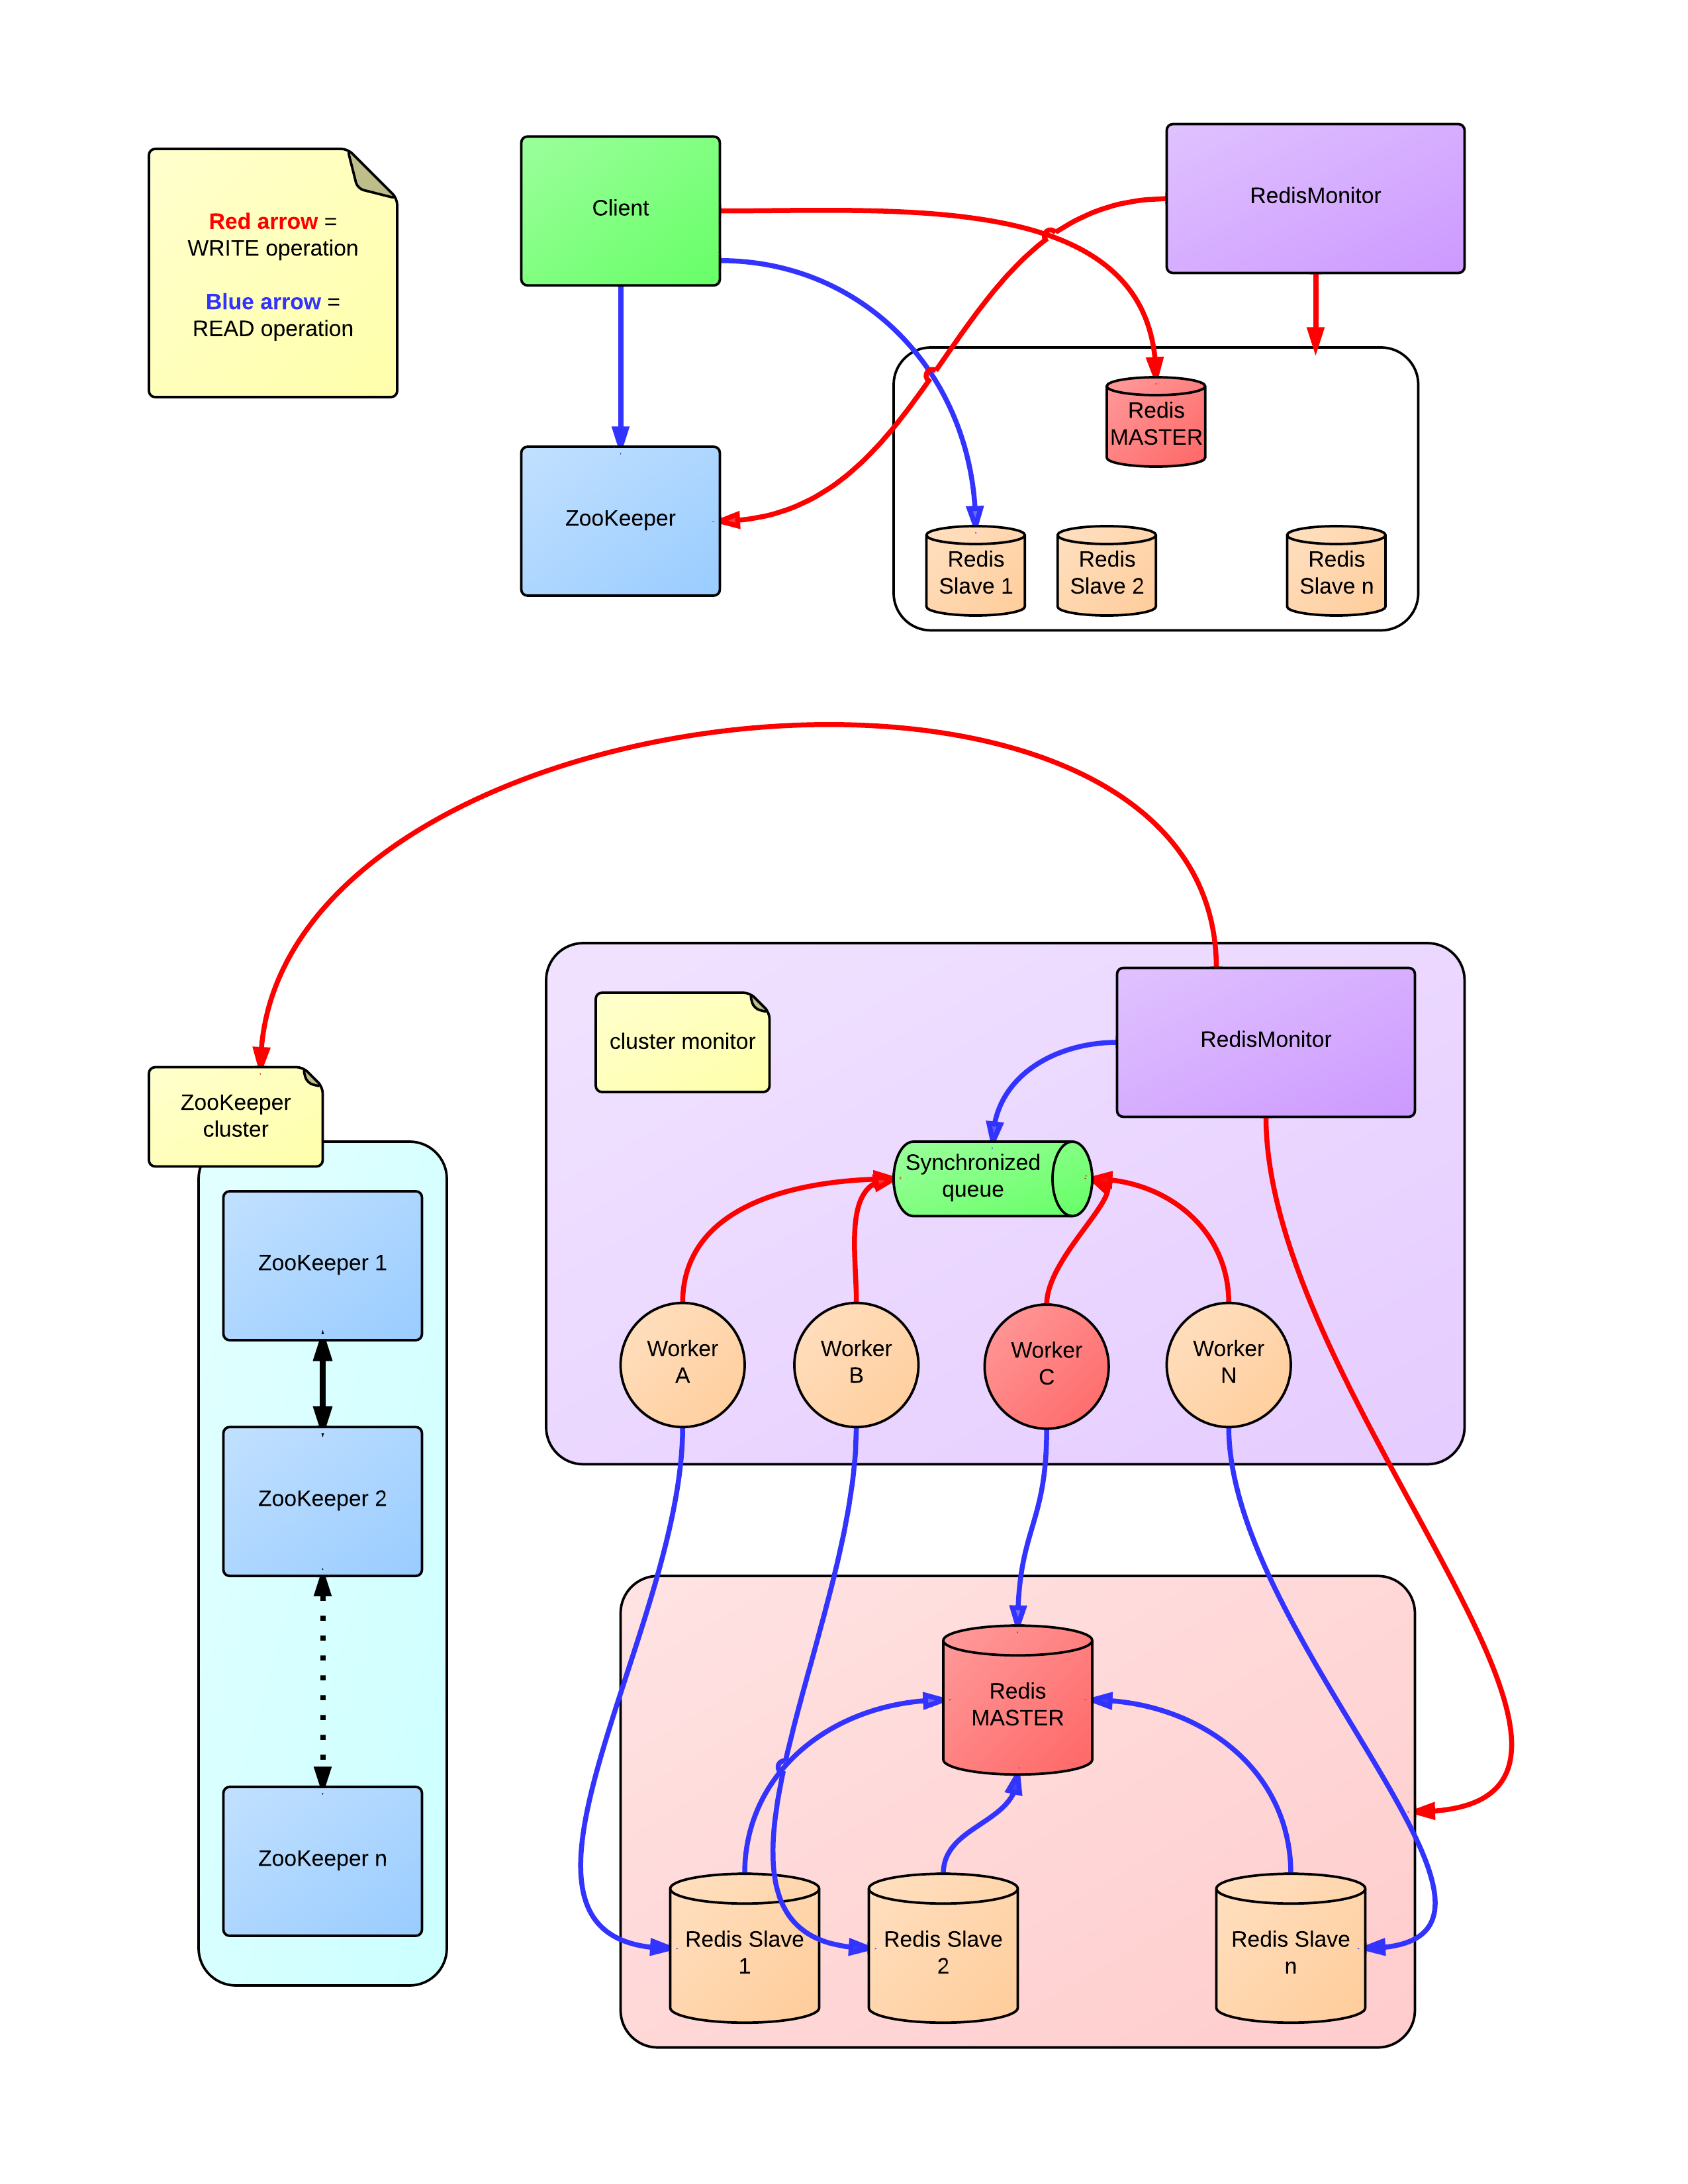 Red arrow =
WRITE operation
Blue arrow =
READ operation
Client
RedisMonitor
Redis
MASTER
ZooKeeper
Redis
Slave 1
Redis
Slave 2
Redis
Slave n
cluster monitor
RedisMonitor
ZooKeeper
cluster
Synchronized
queue
ZooKeeper 1
Worker
A
Worker
B
Worker
C
Worker
N
ZooKeeper 2
Redis
MASTER
ZooKeeper n
Redis Slave
1
Redis Slave
2
Redis Slave
n